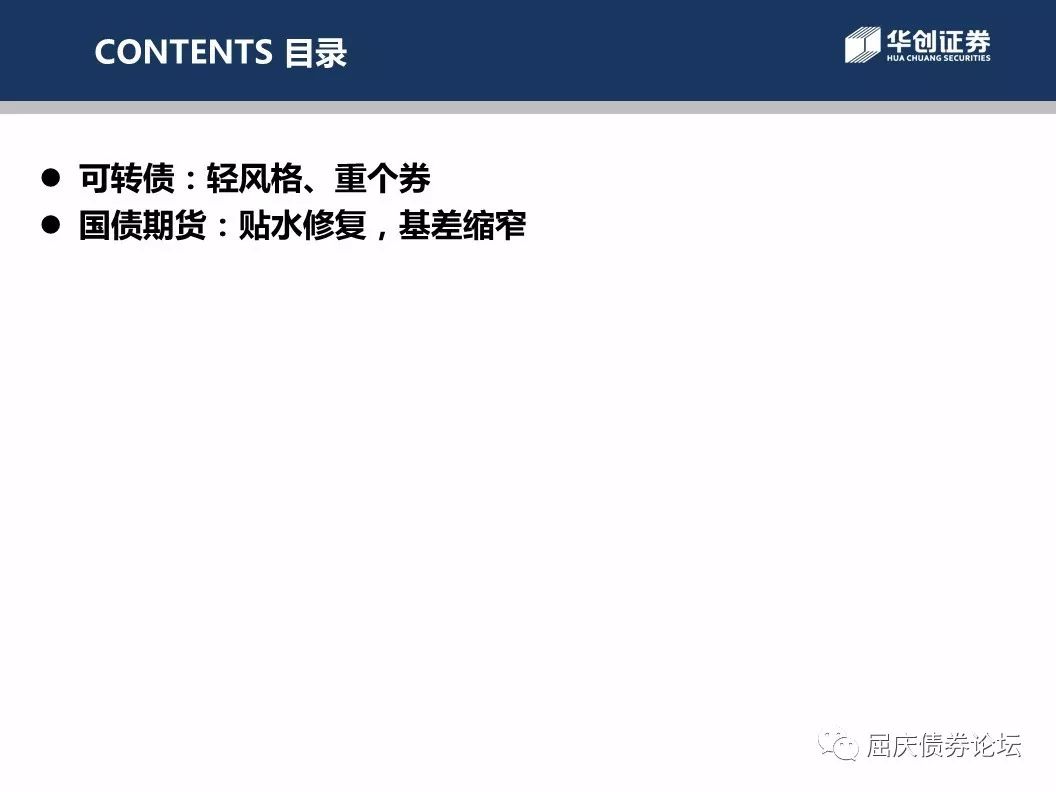 CONTENTS 目录
华创证券
HUA CHUANG SECURITIES
● 可转债：轻风格、重个券
● 国债期货：贴水修复，基差缩窄
屈庆债券论坛